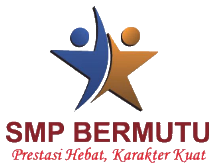 SMP BERMUTU
Prestasi Hebat, Karakter Kuat